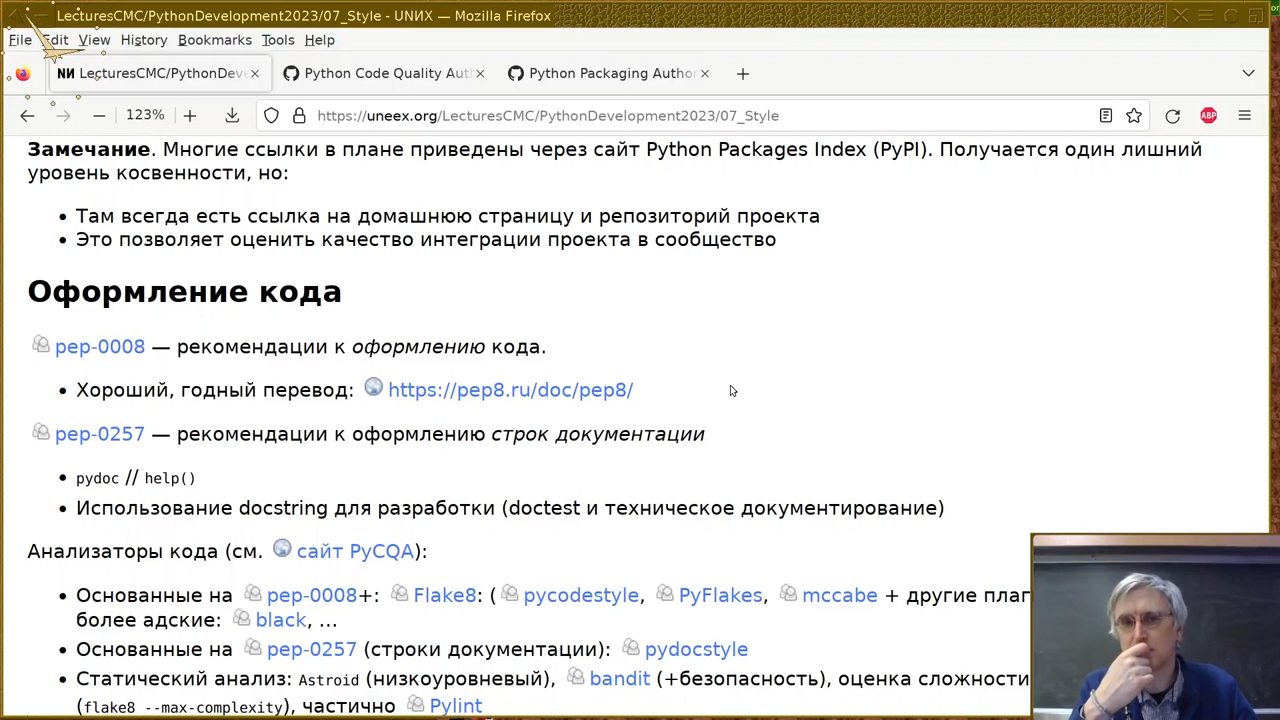 LecturesCMC/PythonDevelopment2023/07_Style - UNИX — Mozilla Firefox
File Edit View History Bookmarks Tools Help
NИ LecturesCMC/PythonDeve
Python Code Quality Aut
Python Packaging Author
123%
https://uneex.org/LecturesCMC/PythonDevelopment2023/07_Style
ABP
Замечание. Многие ссылки в плане приведены через сайт Python Packages Index (PyPI). Получается один лишний
уровень косвенности, но:
Там всегда есть ссылка на домашнюю страницу и репозиторий проекта
Это позволяет оценить качество интеграции проекта в сообщество
Оформление кода
pep-0008 — рекомендации к оформлению кода.
Хороший, годный перевод: https://pep8.ru/doc/pep8/
pep-0257 — рекомендации к оформлению строк документации
pydoc // help()
Использование docstring для разработки (doctest и техническое документирование)
Анализаторы кода (см. сайт PyCQA):
Основанные на pep-0008+: Flake8: ( pycodestyle, PyFlakes, mccabe + другие плаг
более адские: black, ...
Основанные на pep-0257 (строки документации): pydocstyle
Статический анализ: Astroid (низкоуровневый), bandit (+безопасность), оценка сложности
(flake8 --max-complexity), частично Pylint